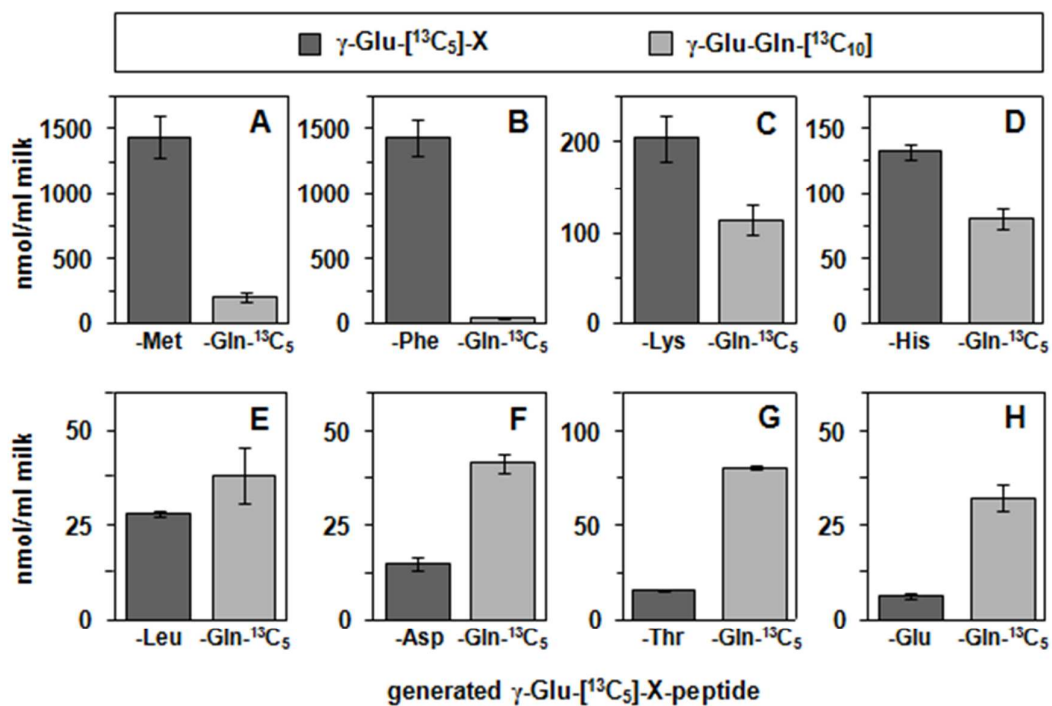 γ-Glu-[¹³C₅]-X γ-Glu-Gln-[¹³C₁₀]
nmol/ml milk
A
1500
1000
500
0
-Met -Gln-¹³C₅
B
1500
1000
500
0
-Phe -Gln-¹³C₅
C
200
100
0
-Lys -Gln-¹³C₅
D
150
100
50
0
-His -Gln-¹³C₅
nmol/ml milk
E
50
25
0
-Leu -Gln-¹³C₅
F
50
25
0
-Asp -Gln-¹³C₅
G
100
50
0
-Thr -Gln-¹³C₅
H
50
25
0
-Glu -Gln-¹³C₅
generated γ-Glu-[¹³C₅]-X-peptide